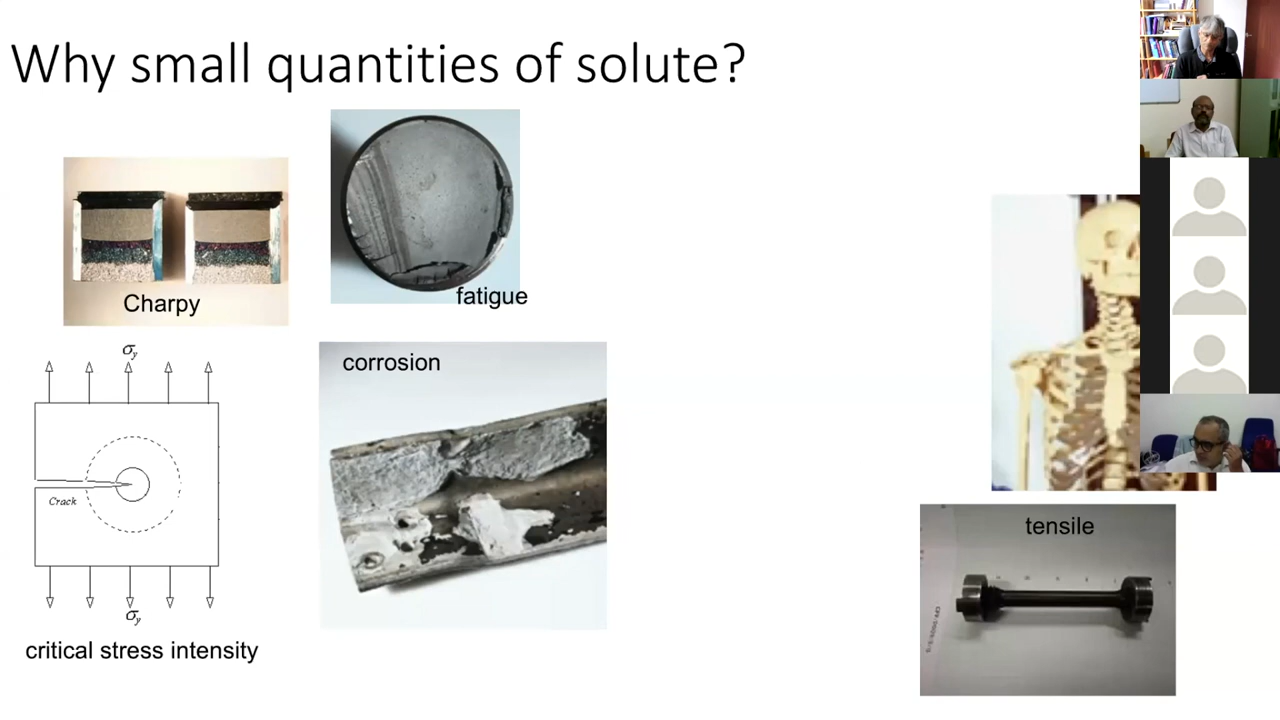 Why small quantities of solute?
Charpy
fatigue
σy
Crack
σy
critical stress intensity
corrosion
tensile